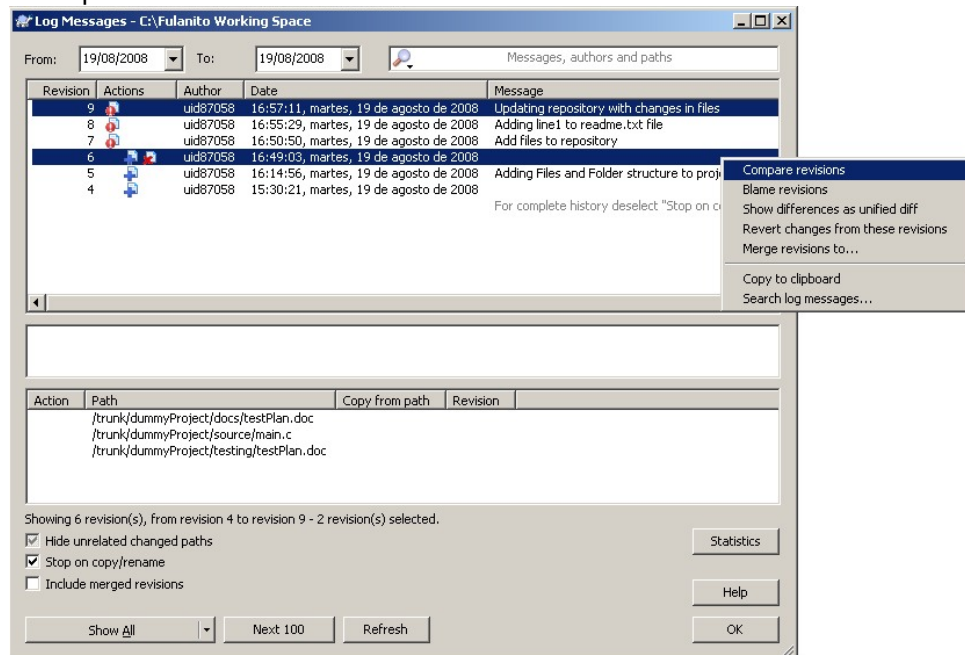 Log Messages - C:\Fulanito Working Space
From: 19/08/2008 To: 19/08/2008 Messages, authors and paths
Revision Actions Author Date Message
9 uid87058 16:57:11, martes, 19 de agosto de 2008 Updating repository with changes in files
8 uid87058 16:55:29, martes, 19 de agosto de 2008 Adding line1 to readme.txt file
7 uid87058 16:50:50, martes, 19 de agosto de 2008 Add files to repository
6 uid87058 16:49:03, martes, 19 de agosto de 2008
5 uid87058 16:14:56, martes, 19 de agosto de 2008 Adding Files and Folder structure to proj
4 uid87058 15:30:21, martes, 19 de agosto de 2008
For complete history deselect "Stop on c
Compare revisions
Blame revisions
Show differences as unified diff
Revert changes from these revisions
Merge revisions to...
Copy to clipboard
Search log messages...
Action Path Copy from path Revision
/trunk/dummyProject/docs/testPlan.doc
/trunk/dummyProject/source/main.c
/trunk/dummyProject/testing/testPlan.doc
Showing 6 revision(s), from revision 4 to revision 9 - 2 revision(s) selected.
Hide unrelated changed paths
Statistics
Stop on copy/rename
Include merged revisions
Help
Show All Next 100 Refresh OK